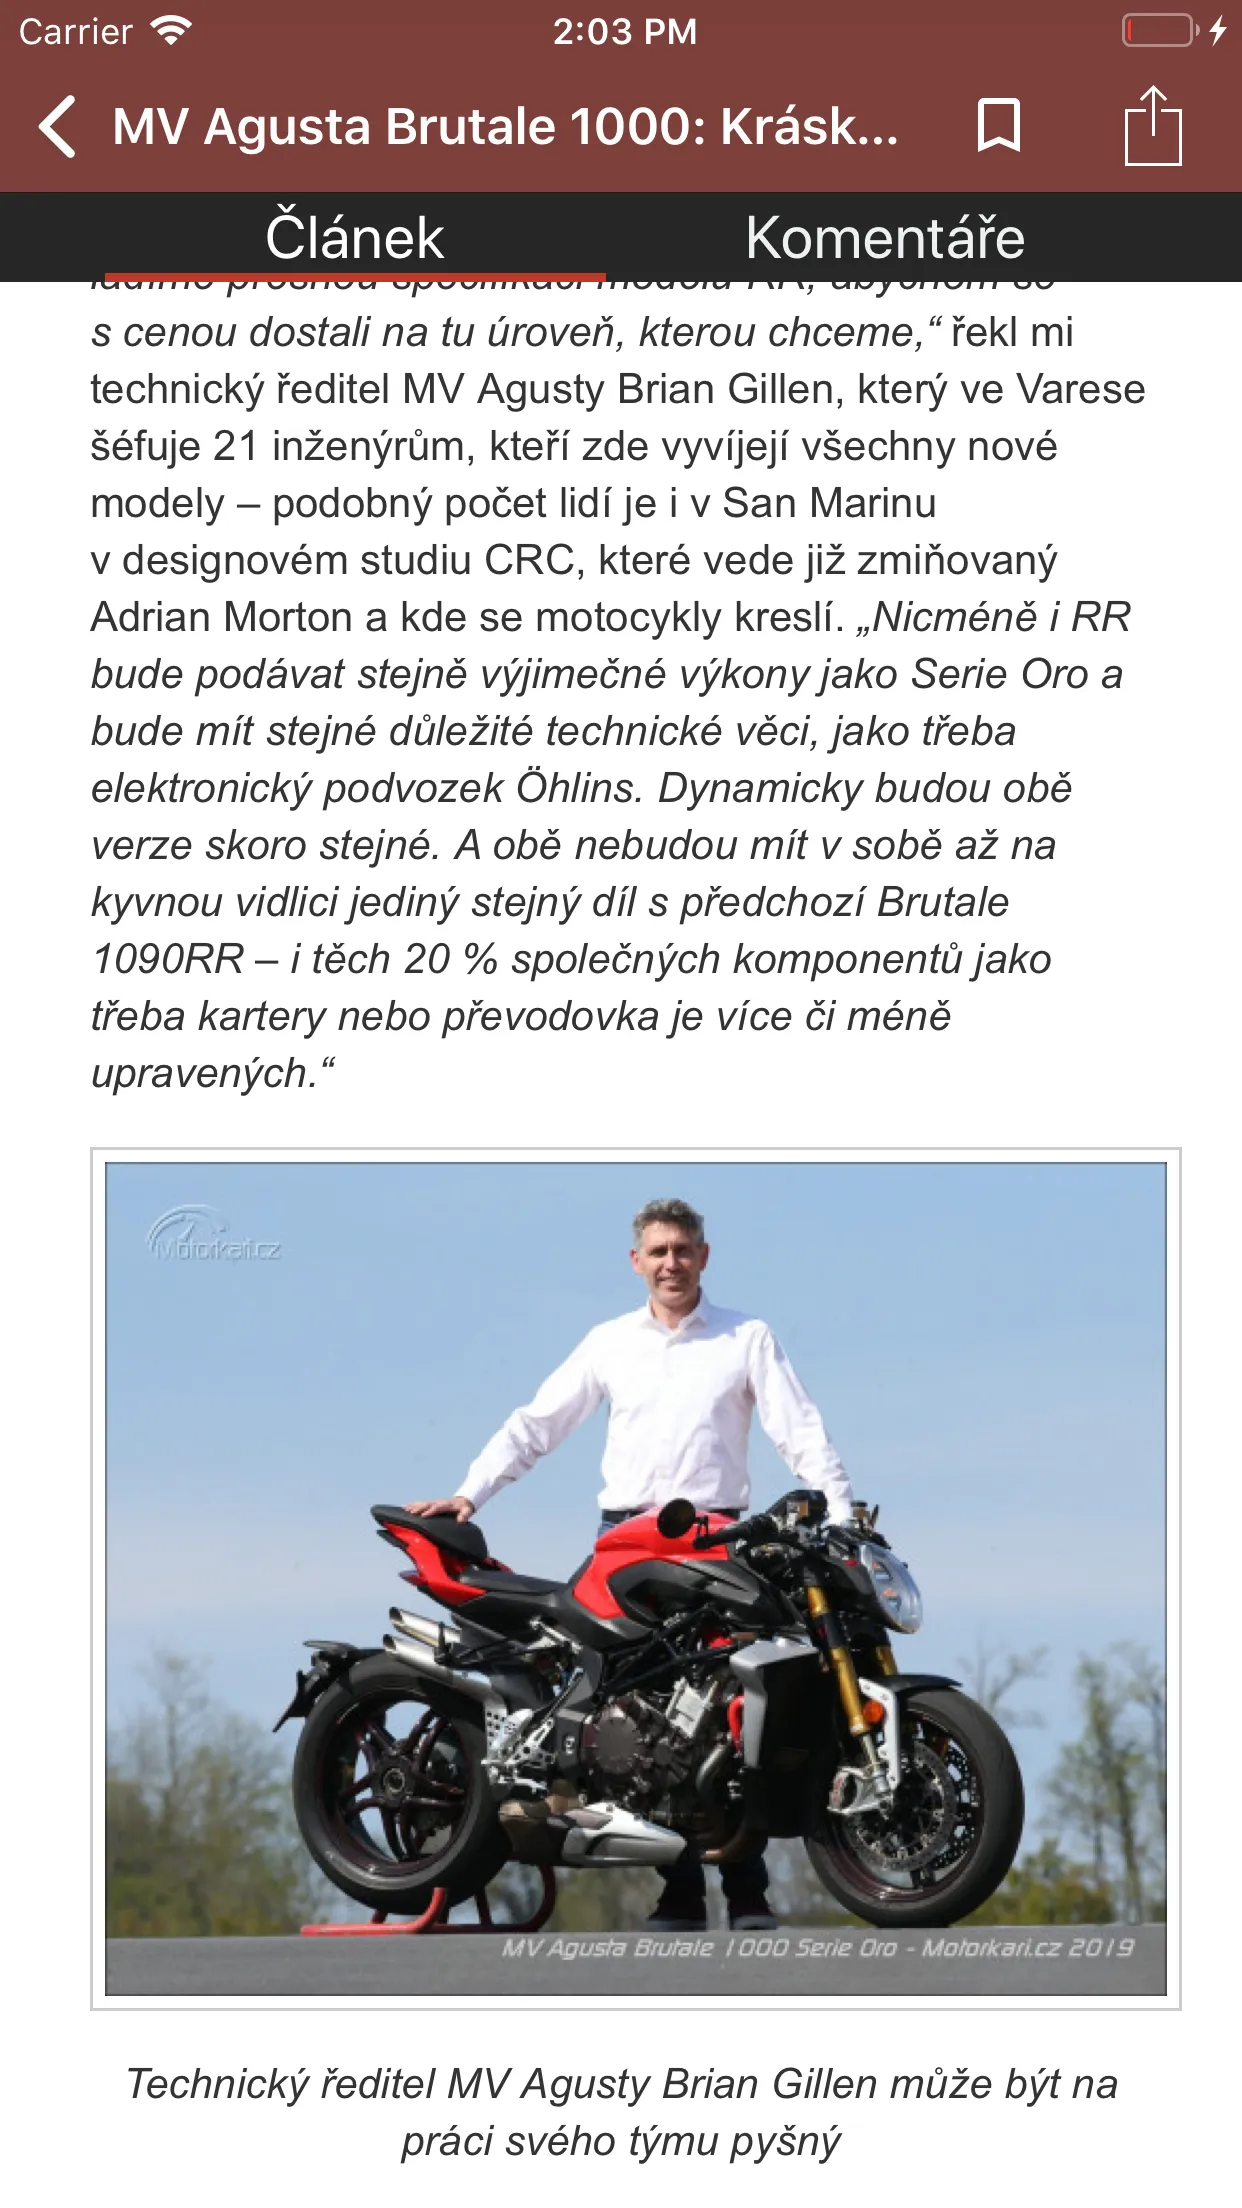 Carrier
2:03 PM
MV Agusta Brutale 1000: Krásk...
Článek
Komentáře
s cenou dostali na tu úroveň, kterou chceme,“ řekl mi
technický ředitel MV Agusty Brian Gillen, který ve Varese
šéfuje 21 inženýrům, kteří zde vyvíjejí všechny nové
modely – podobný počet lidí je i v San Marinu
v designovém studiu CRC, které vede již zmiňovaný
Adrian Morton a kde se motocykly kreslí. „Nicméně i RR
bude podávat stejně výjimečné výkony jako Serie Oro a
bude mít stejné důležité technické věci, jako třeba
elektronický podvozek Öhlins. Dynamicky budou obě
verze skoro stejné. A obě nebudou mít v sobě až na
kyvnou vidlici jediný stejný díl s předchozí Brutale
1090RR – i těch 20 % společných komponentů jako
třeba kartery nebo převodovka je více či méně
upravených.“
Motorkari.cz
MV Agusta Brutale 1000 Serie Oro - Motorkari.cz 2019
Technický ředitel MV Agusty Brian Gillen může být na
práci svého týmu pyšný